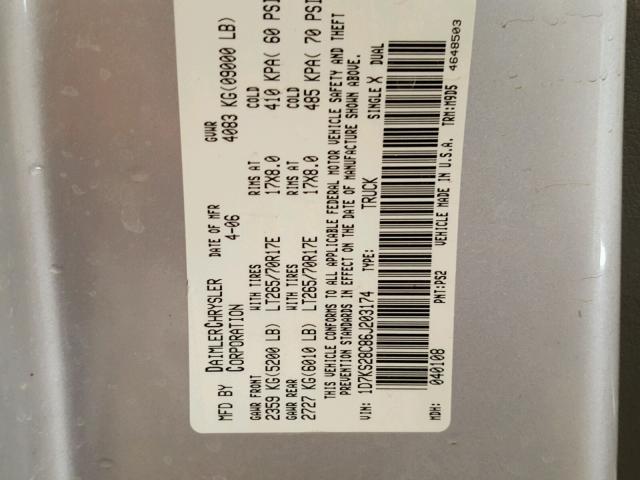 MFD BY DAIMLERCHRYSLER CORPORATION DATE OF MFR 4-06 GVWR 4083 KG(09000 LB)
GAWR FRONT WITH TIRES RIMS AT COLD
2359 KG(5200 LB) LT265/70R17E 17X8.0 410 KPA( 60 PSI
GAWR REAR WITH TIRES RIMS AT COLD
2727 KG(6010 LB) LT265/70R17E 17X8.0 485 KPA( 70 PSI
THIS VEHICLE CONFORMS TO ALL APPLICABLE FEDERAL MOTOR VEHICLE SAFETY AND THEFT
PREVENTION STANDARDS IN EFFECT ON THE DATE OF MANUFACTURE SHOWN ABOVE.
VIN: 1D7KS28C86J203174 TYPE: TRUCK SINGLE X DUAL
MDH: 040108 PNT:PS2 VEHICLE MADE IN U.S.A. TRM:M9D5
4648503